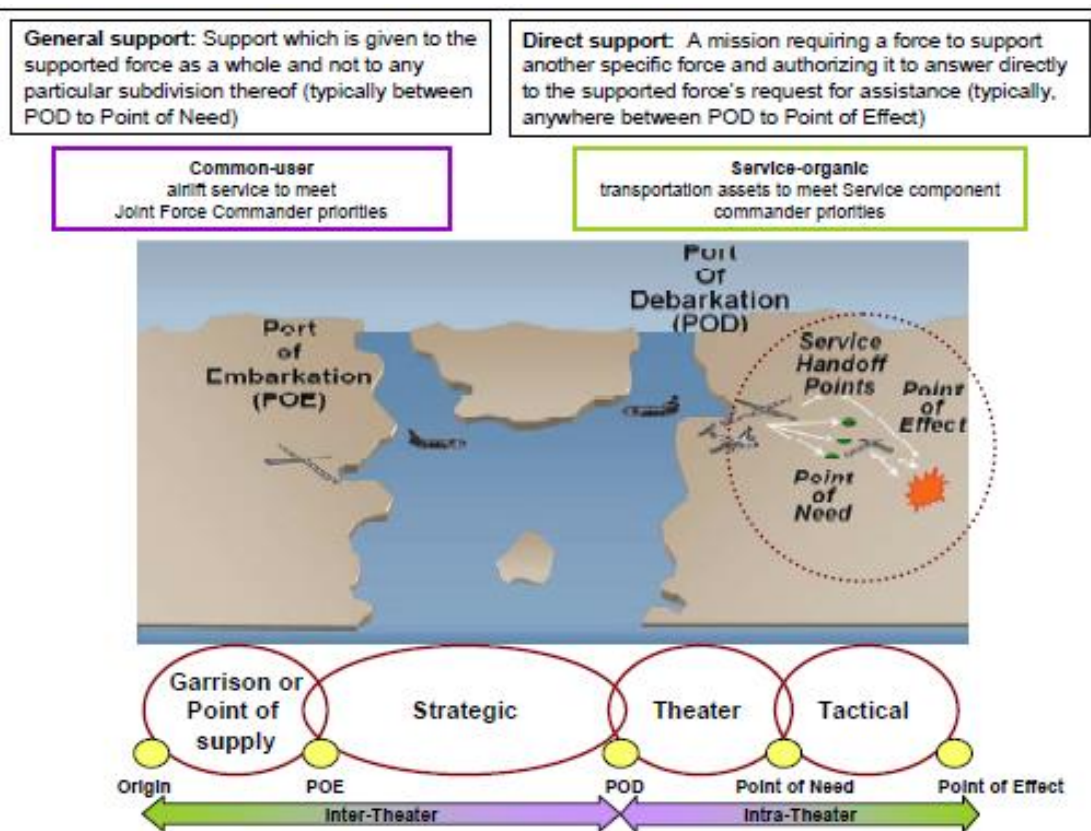 General support: Support which is given to the
supported force as a whole and not to any
particular subdivision thereof (typically between
POD to Point of Need)
Direct support: A mission requiring a force to support
another specific force and authorizing it to answer directly
to the supported force's request for assistance (typically,
anywhere between POD to Point of Effect)
Common-user
airlift service to meet
Joint Force Commander priorities
Service-organic
transportation assets to meet Service component
commander priorities
Port
of
Embarkation
(POE)
Port
Of
Debarkation
(POD)
Service
Handoff
Points
Point
of
Effect
Point
of
Need
Garrison or
Point of
supply
Strategic
Theater
Tactical
Origin
POE
POD
Point of Need
Point of Effect
Inter-Theater
Intra-Theater